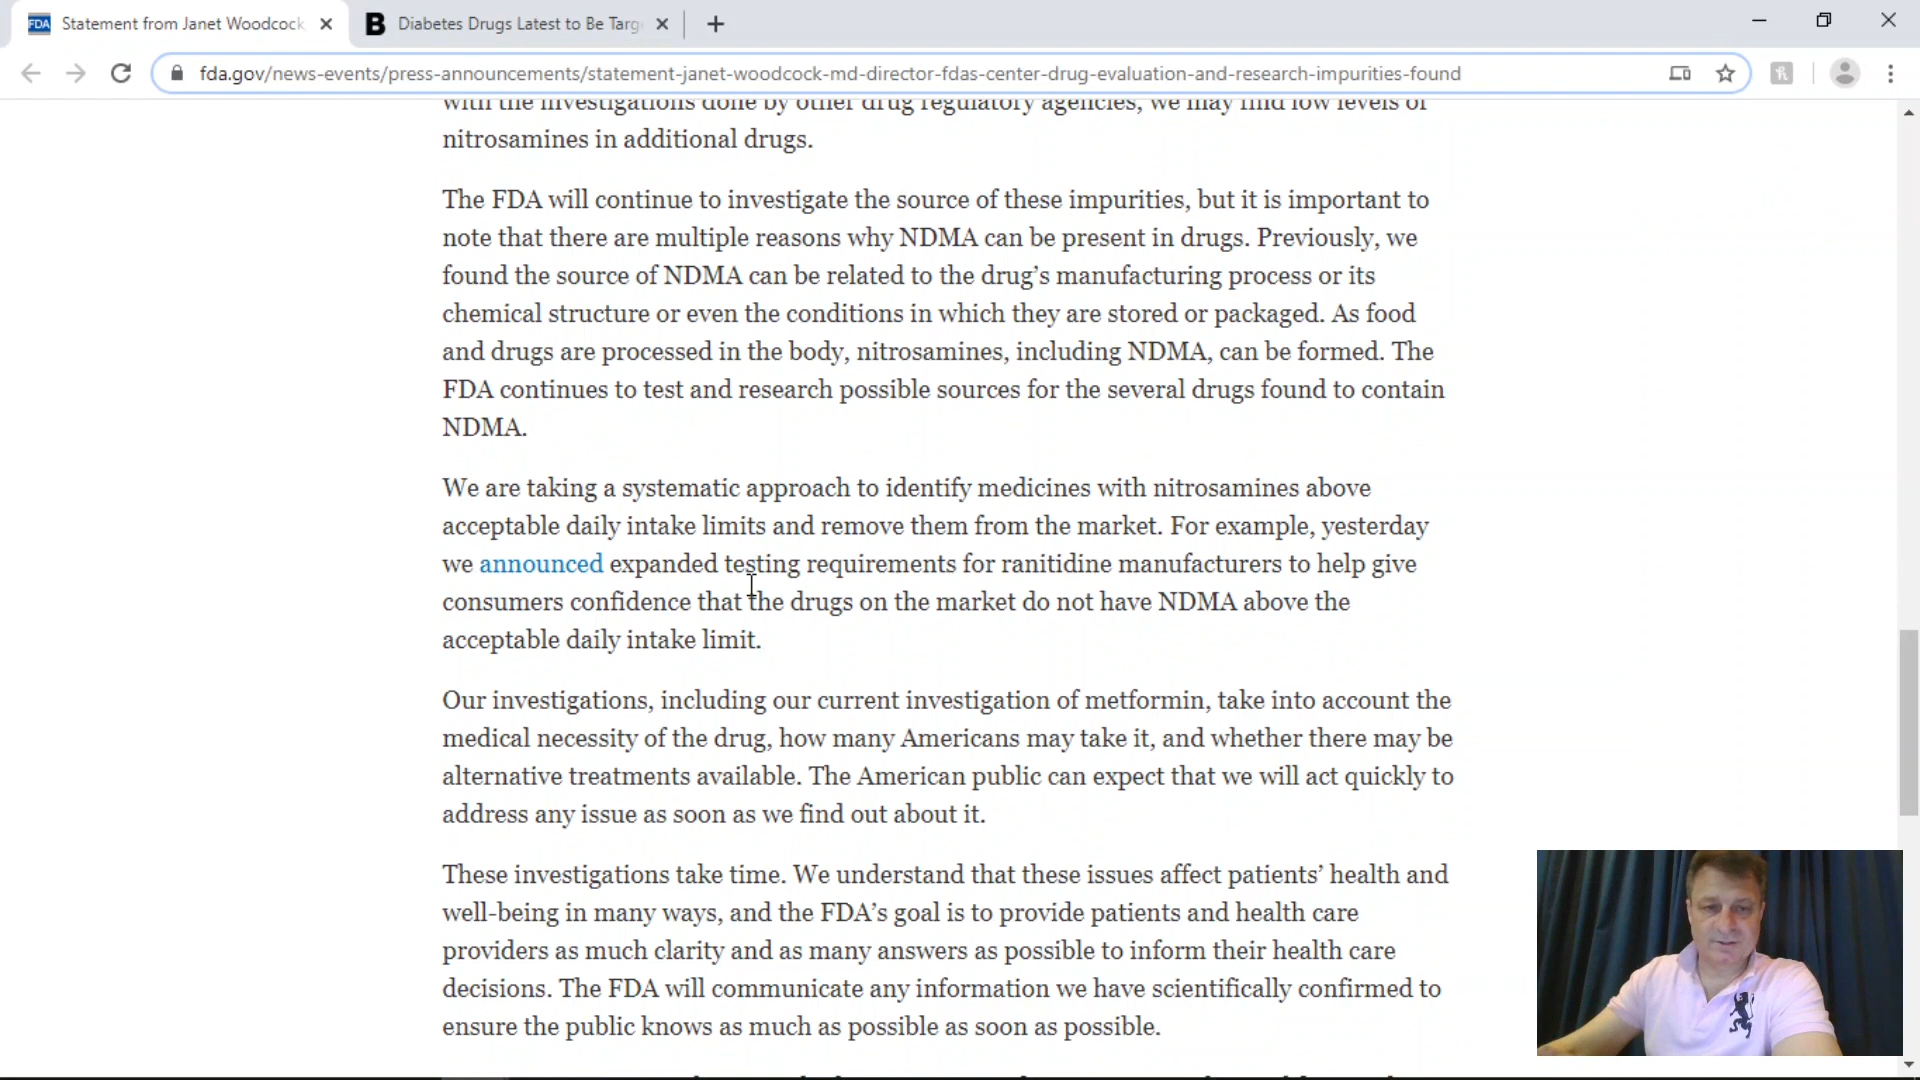 FDA Statement from Janet Woodcock
B Diabetes Drugs Latest to Be Targ
fda.gov/news-events/press-announcements/statement-janet-woodcock-md-director-fdas-center-drug-evaluation-and-research-impurities-found
with the investigations done by other drug regulatory agencies, we may find low levels of
nitrosamines in additional drugs.
The FDA will continue to investigate the source of these impurities, but it is important to
note that there are multiple reasons why NDMA can be present in drugs. Previously, we
found the source of NDMA can be related to the drug’s manufacturing process or its
chemical structure or even the conditions in which they are stored or packaged. As food
and drugs are processed in the body, nitrosamines, including NDMA, can be formed. The
FDA continues to test and research possible sources for the several drugs found to contain
NDMA.
We are taking a systematic approach to identify medicines with nitrosamines above
acceptable daily intake limits and remove them from the market. For example, yesterday
we announced expanded testing requirements for ranitidine manufacturers to help give
consumers confidence that the drugs on the market do not have NDMA above the
acceptable daily intake limit.
Our investigations, including our current investigation of metformin, take into account the
medical necessity of the drug, how many Americans may take it, and whether there may be
alternative treatments available. The American public can expect that we will act quickly to
address any issue as soon as we find out about it.
These investigations take time. We understand that these issues affect patients’ health and
well-being in many ways, and the FDA’s goal is to provide patients and health care
providers as much clarity and as many answers as possible to inform their health care
decisions. The FDA will communicate any information we have scientifically confirmed to
ensure the public knows as much as possible as soon as possible.